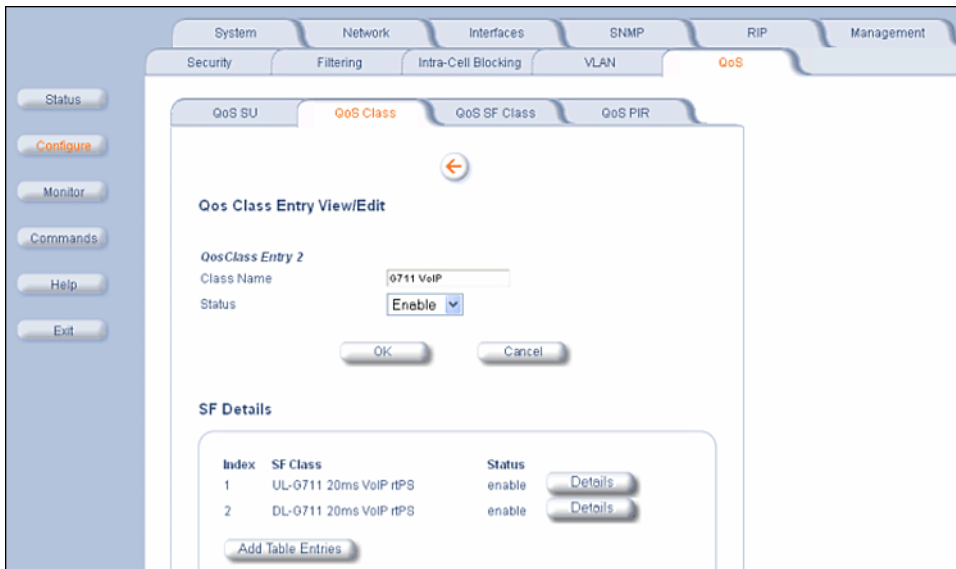 System Network Interfaces SNMP RIP Management
Security Filtering Intra-Cell Blocking VLAN QoS
Status
Configure
Monitor
Commands
Help
Exit
QoS SU QoS Class QoS SF Class QoS PIR
Qos Class Entry View/Edit
QosClass Entry 2
Class Name G711 VoIP
Status Enable
OK Cancel
SF Details
Index SF Class Status
1 UL-G711 20ms VoIP rtPS enable Details
2 DL-G711 20ms VoIP rtPS enable Details
Add Table Entries